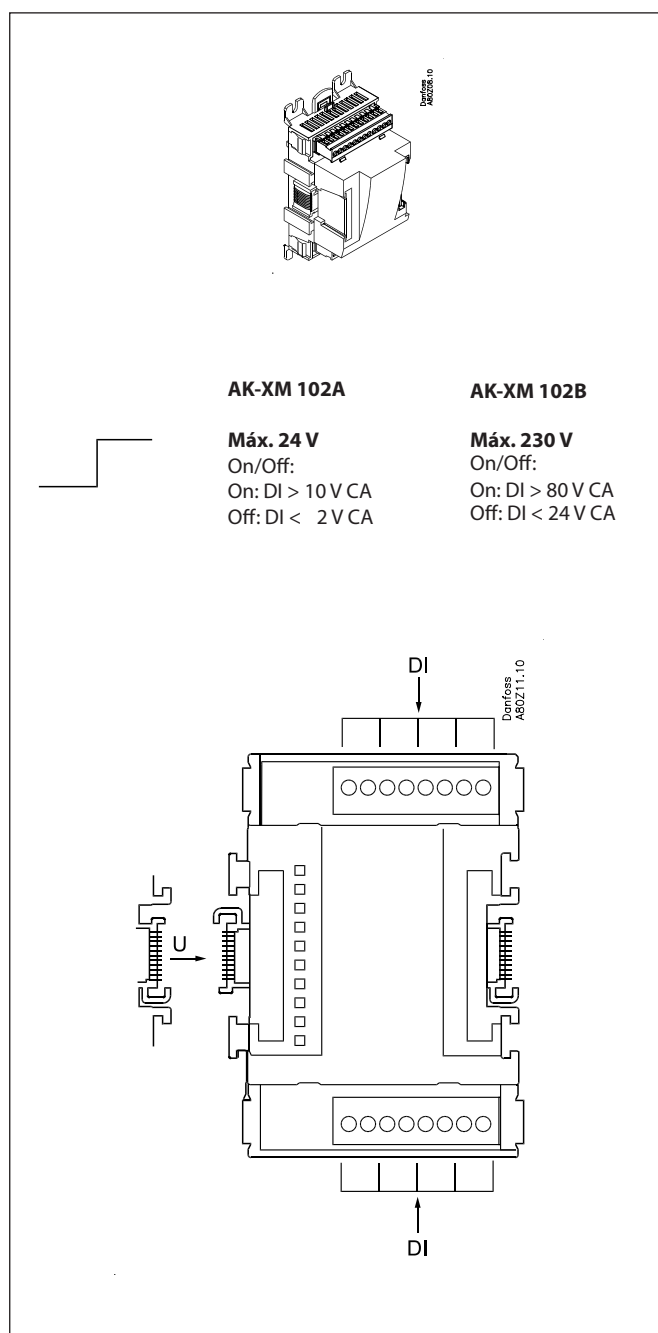 Danfoss
A80Z08.10
AK-XM 102A
Máx. 24 V
On/Off:
On: DI > 10 V CA
Off: DI < 2 V CA
AK-XM 102B
Máx. 230 V
On/Off:
On: DI > 80 V CA
Off: DI < 24 V CA
DI
Danfoss
A80Z11.10
U
DI